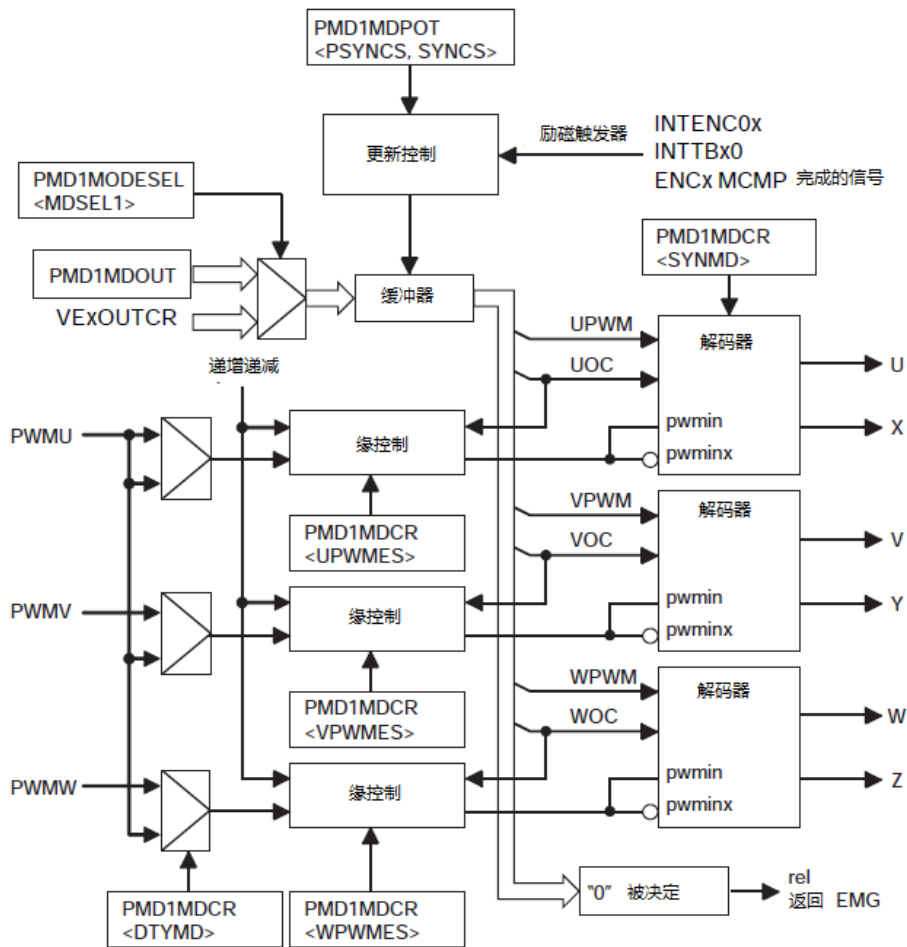 PMD1MDPOT
<PSYNCS, SYNCS>
更新控制
励磁触发器
INTENC0x
INTTBx0
ENCx MCMP 完成的信号
PMD1MODESEL
<MDSEL1>
PMD1MDCR
<SYNMD>
PMD1MDOUT
VExOUTCR
缓冲器
递增递减
UPWM
UOC
解码器
pwmin
pwminx
U
X
PWMU
缘控制
PMD1MDCR
<UPWMES>
VPWM
VOC
解码器
pwmin
pwminx
V
Y
PWMV
缘控制
PMD1MDCR
<VPWMES>
WPWM
WOC
解码器
pwmin
pwminx
W
Z
PWMW
缘控制
PMD1MDCR
<DTYMD>
PMD1MDCR
<WPWMES>
"0" 被决定
rel
返回 EMG